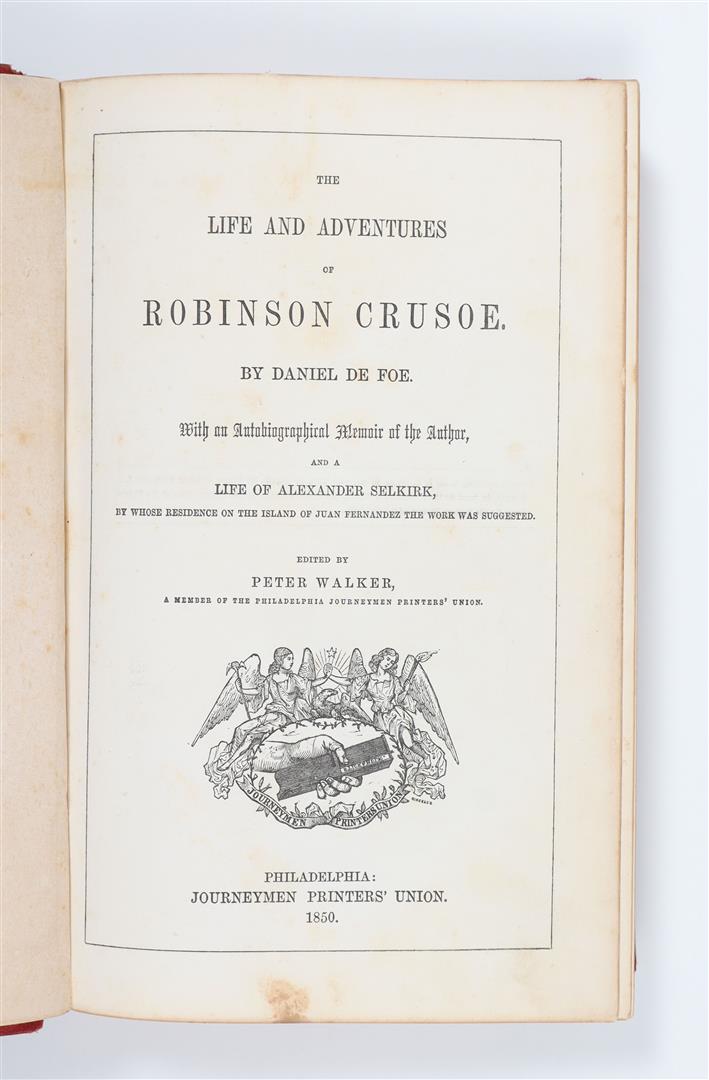 THE
LIFE AND ADVENTURES
OF
ROBINSON CRUSOE.
BY DANIEL DE FOE.
With an Autobiographical Memoir of the Author,
AND A
LIFE OF ALEXANDER SELKIRK,
BY WHOSE RESIDENCE ON THE ISLAND OF JUAN FERNANDEZ THE WORK WAS SUGGESTED.
EDITED BY
PETER WALKER,
A MEMBER OF THE PHILADELPHIA JOURNEYMEN PRINTERS' UNION.
JOURNEYMEN PRINTERS UNION
PHILADELPHIA:
JOURNEYMEN PRINTERS' UNION.
1850.